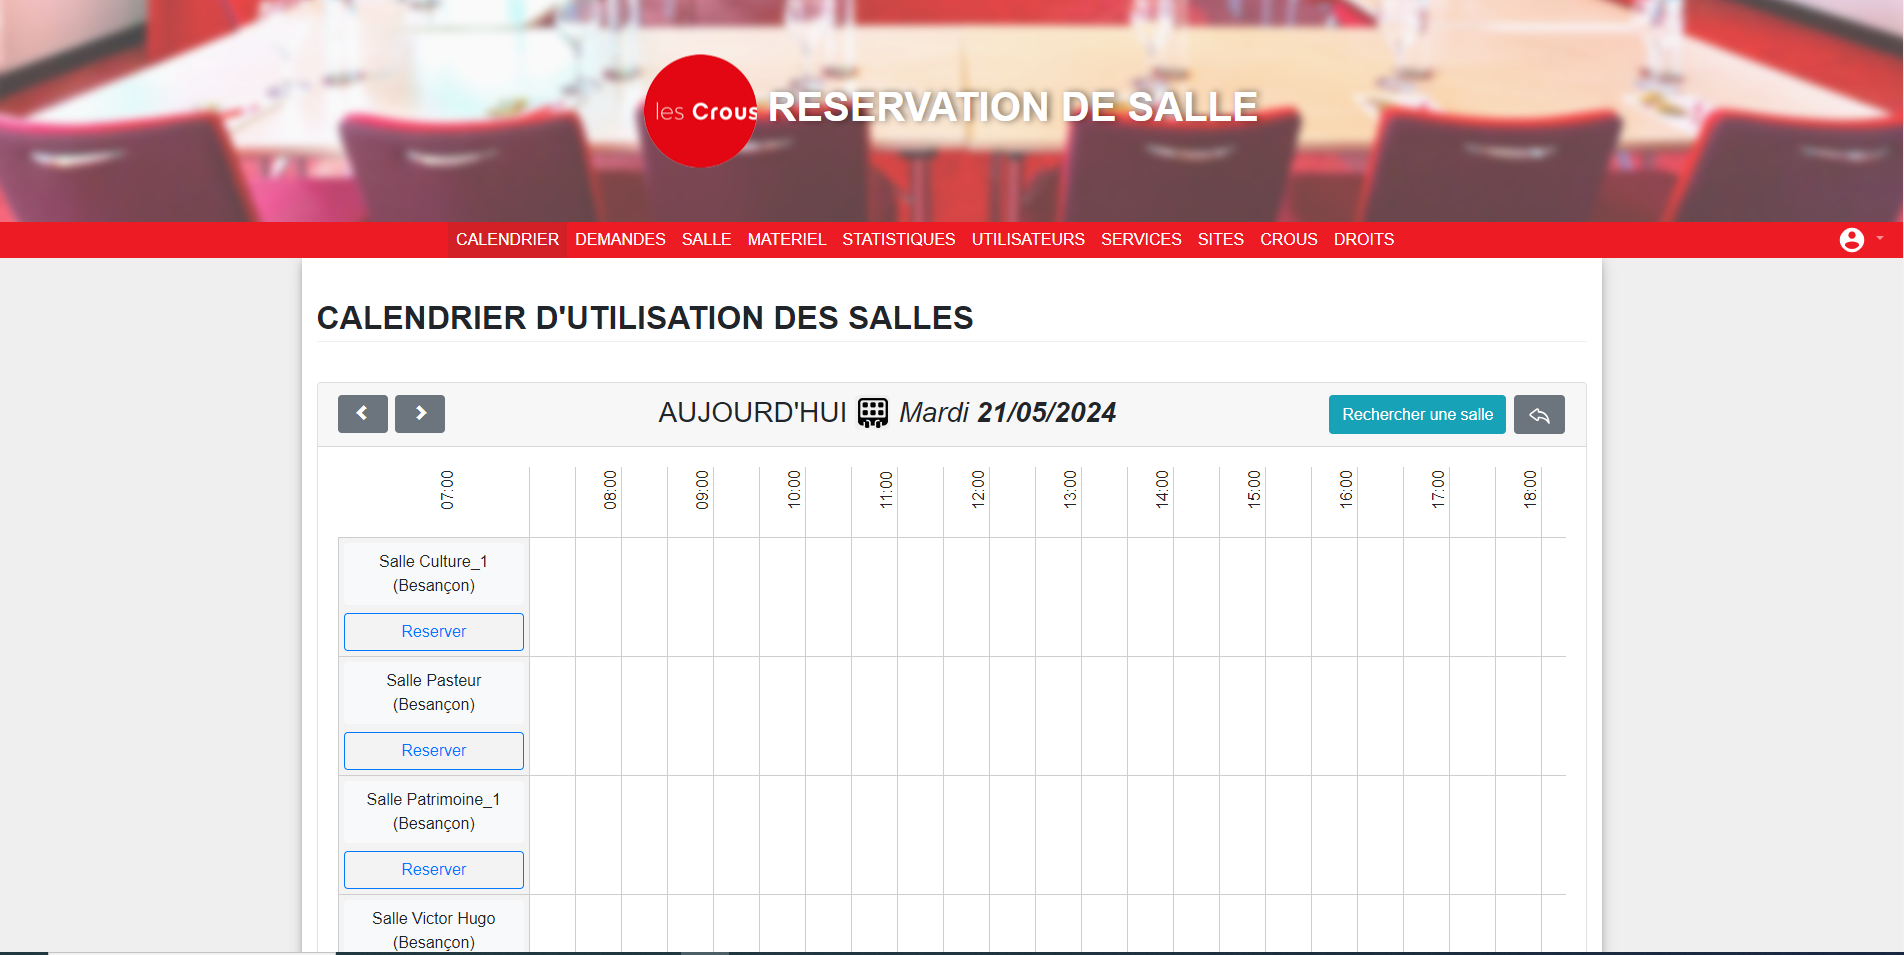 les Crous
RESERVATION DE SALLE
CALENDRIER DEMANDES SALLE MATERIEL STATISTIQUES UTILISATEURS SERVICES SITES CROUS DROITS
CALENDRIER D'UTILISATION DES SALLES
AUJOURD'HUI Mardi 21/05/2024 Rechercher une salle
07:00 08:00 09:00 10:00 11:00 12:00 13:00 14:00 15:00 16:00 17:00 18:00
Salle Culture_1
(Besançon)
Reserver
Salle Pasteur
(Besançon)
Reserver
Salle Patrimoine_1
(Besançon)
Reserver
Salle Victor Hugo
(Besançon)